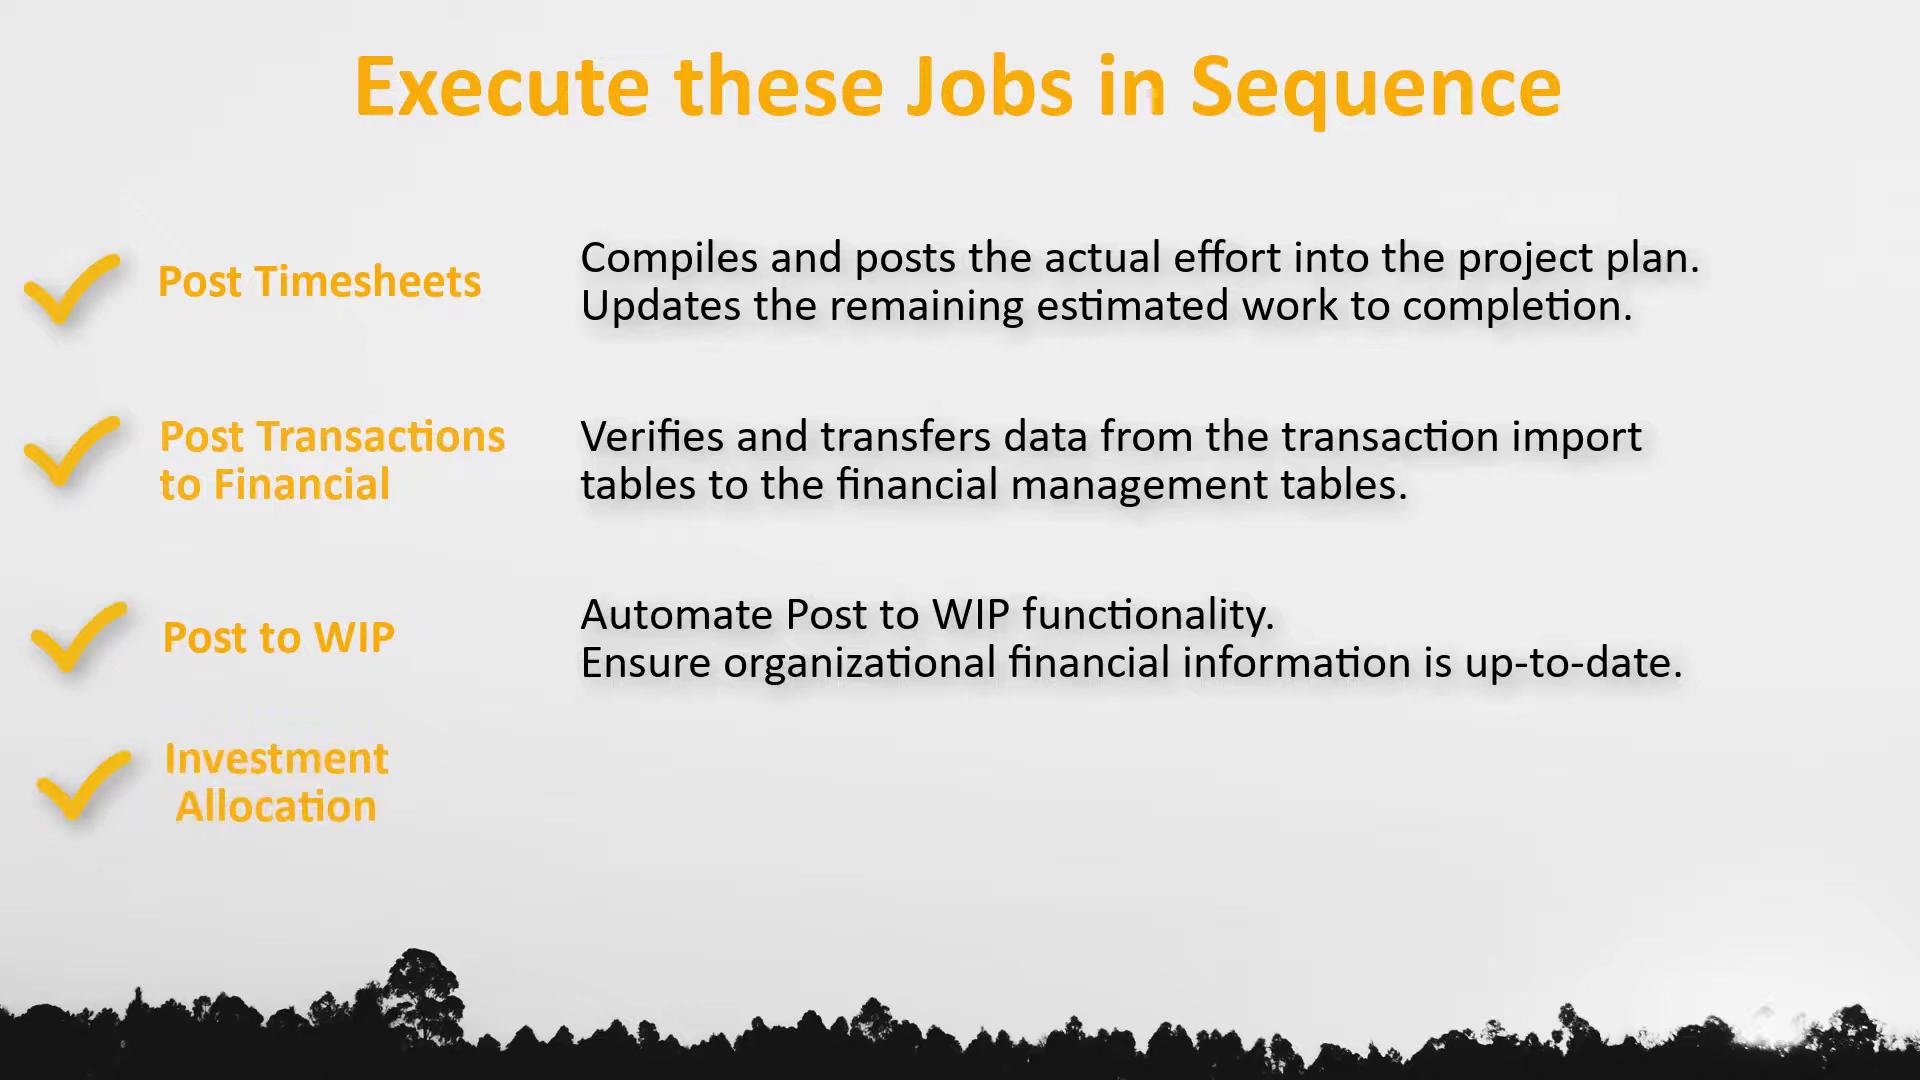 Execute these Jobs in Sequence
Post Timesheets
Compiles and posts the actual effort into the project plan.
Updates the remaining estimated work to completion.
Post Transactions
to Financial
Verifies and transfers data from the transaction import
tables to the financial management tables.
Post to WIP
Automate Post to WIP functionality.
Ensure organizational financial information is up-to-date.
Investment
Allocation